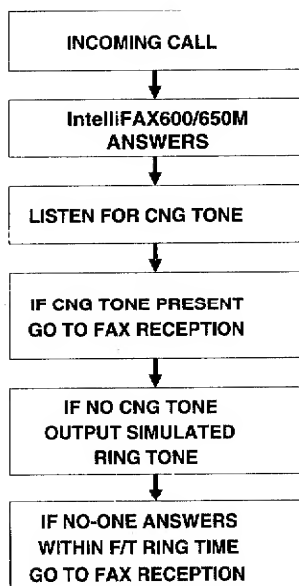 INCOMING CALL
IntelliFAX600/650M
ANSWERS
LISTEN FOR CNG TONE
IF CNG TONE PRESENT
GO TO FAX RECEPTION
IF NO CNG TONE
OUTPUT SIMULATED
RING TONE
IF NO-ONE ANSWERS
WITHIN F/T RING TIME
GO TO FAX RECEPTION